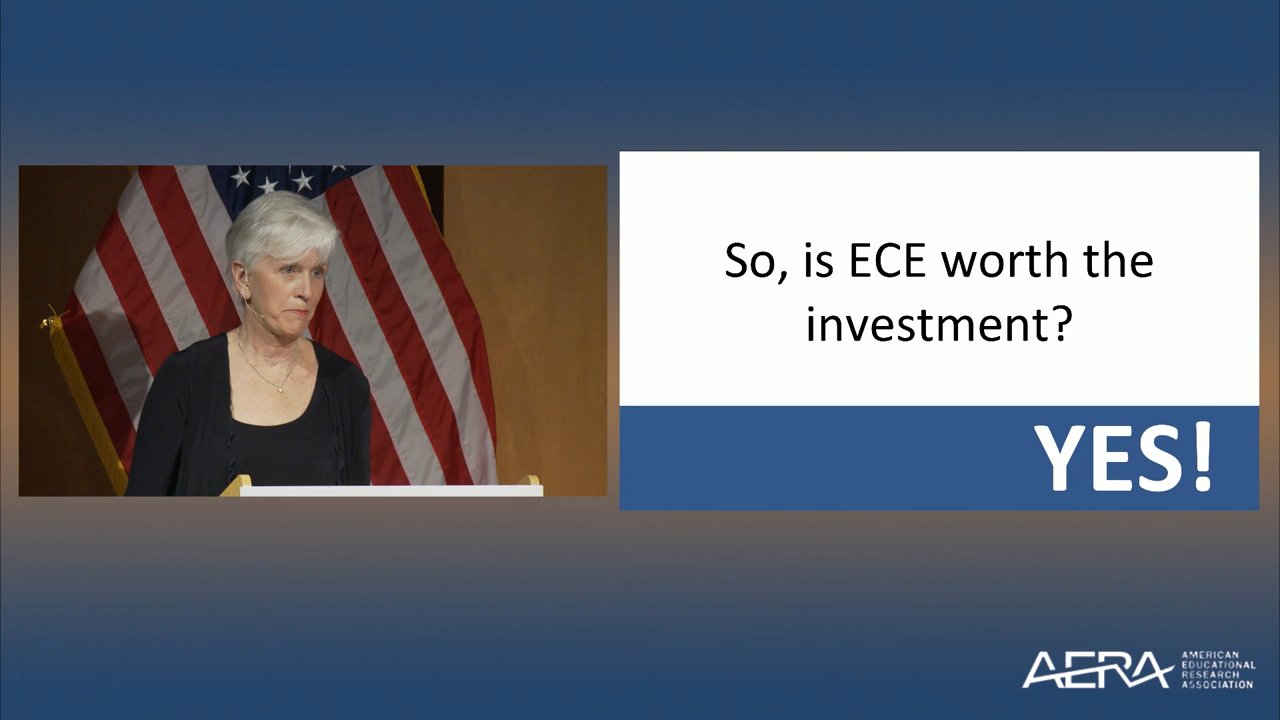 So, is ECE worth the
investment?
YES!
AERA
AMERICAN
EDUCATIONAL
RESEARCH
ASSOCIATION